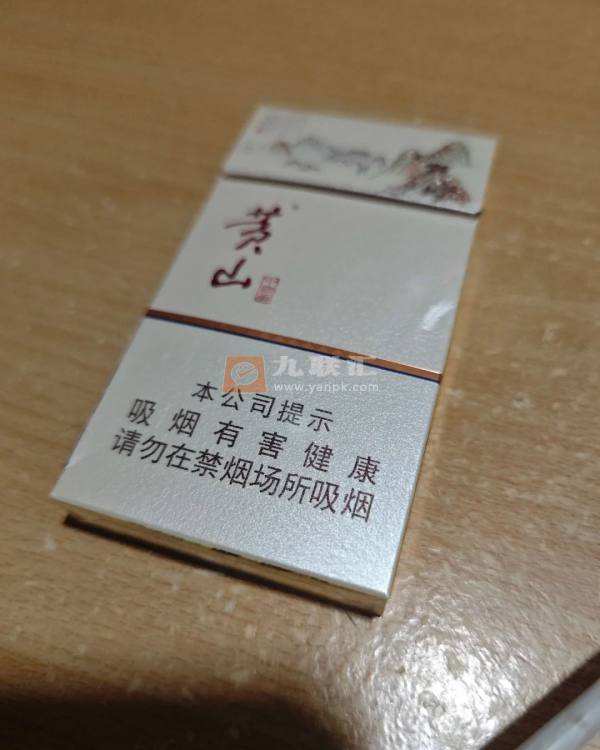 黄山
九联汇
www.yanpk.com
本公司提示
吸烟有害健康
请勿在禁烟场所吸烟